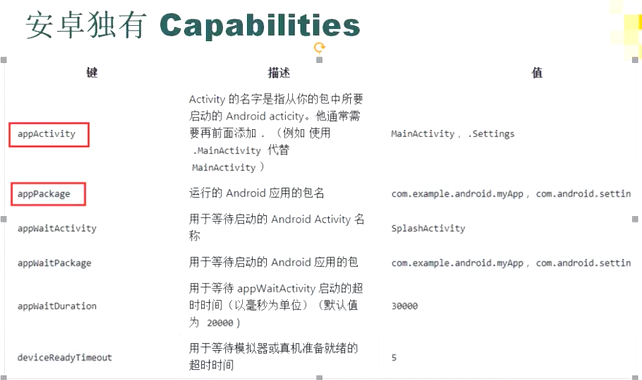 安卓独有 Capabilities
键 描述 值
Activity 的名字是指从你的包中所要
启动的 Android acticity。他通常需
appActivity 要再前面添加 . （例如 使用 MainActivity , .Settings
.MainActivity 代替
MainActivity ）
appPackage 运行的 Android 应用的包名 com.example.android.myApp , com.android.settin
appWaitActivity 用于等待启动的 Android Activity 名 SplashActivity
称
appWaitPackage 用于等待启动的 Android 应用的包 com.example.android.myApp , com.android.settin
用于等待 appWaitActivity 启动的超
appWaitDuration 时时间（以毫秒为单位）（默认值 30000
为 20000 )
deviceReadyTimeout 用于等待模拟器或真机准备就绪的 5
超时时间